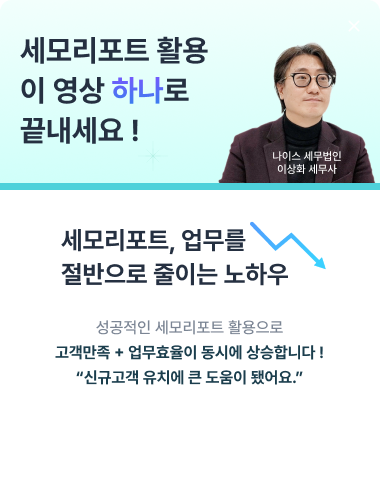 세모리포트 활용
이 영상 하나로
끝내세요 !
나이스 세무법인
이상화 세무사
세모리포트, 업무를
절반으로 줄이는 노하우
성공적인 세모리포트 활용으로
고객만족 + 업무효율이 동시에 상승합니다 !
“신규고객 유치에 큰 도움이 됐어요.”